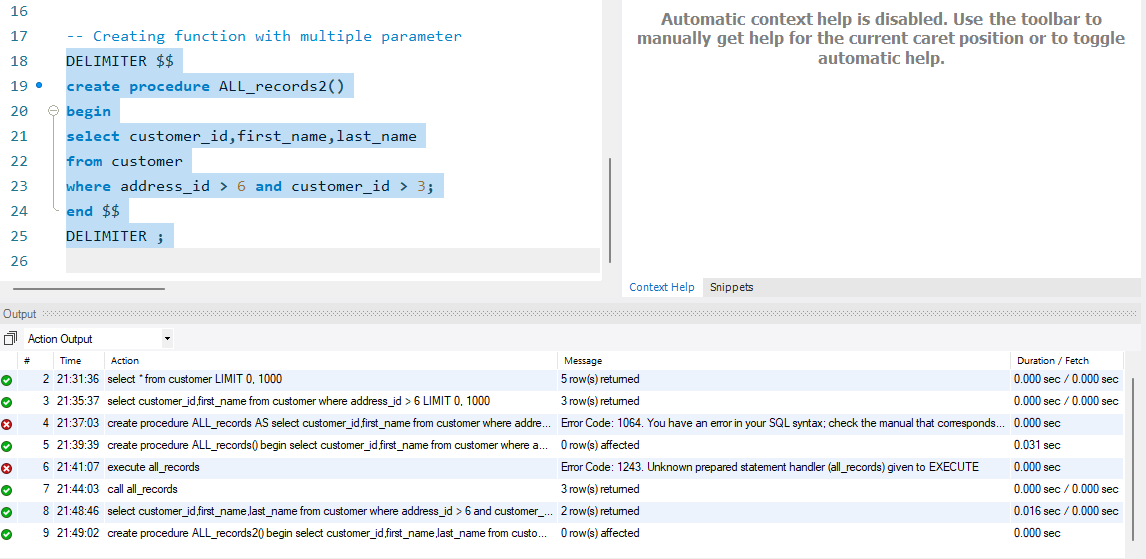 16
17 -- Creating function with multiple parameter
18 DELIMITER $$
19 create procedure ALL_records2()
20 begin
21 select customer_id,first_name,last_name
22 from customer
23 where address_id > 6 and customer_id > 3;
24 end $$
25 DELIMITER ;
26
Automatic context help is disabled. Use the toolbar to
manually get help for the current caret position or to toggle
automatic help.
Context Help Snippets
Output
Action Output
# Time Action Message Duration / Fetch
2 21:31:36 select * from customer LIMIT 0, 1000 5 row(s) returned 0.000 sec / 0.000 sec
3 21:35:37 select customer_id,first_name from customer where address_id > 6 LIMIT 0, 1000 3 row(s) returned 0.000 sec / 0.000 sec
4 21:37:03 create procedure ALL_records AS select customer_id,first_name from customer where addre... Error Code: 1064. You have an error in your SQL syntax; check the manual that corresponds... 0.000 sec
5 21:39:39 create procedure ALL_records() begin select customer_id,first_name from customer where a... 0 row(s) affected 0.031 sec
6 21:41:07 execute all_records Error Code: 1243. Unknown prepared statement handler (all_records) given to EXECUTE 0.000 sec
7 21:44:03 call all_records 3 row(s) returned 0.000 sec / 0.000 sec
8 21:48:46 select customer_id,first_name,last_name from customer where address_id > 6 and customer_... 2 row(s) returned 0.016 sec / 0.000 sec
9 21:49:02 create procedure ALL_records2() begin select customer_id,first_name,last_name from custo... 0 row(s) affected 0.000 sec